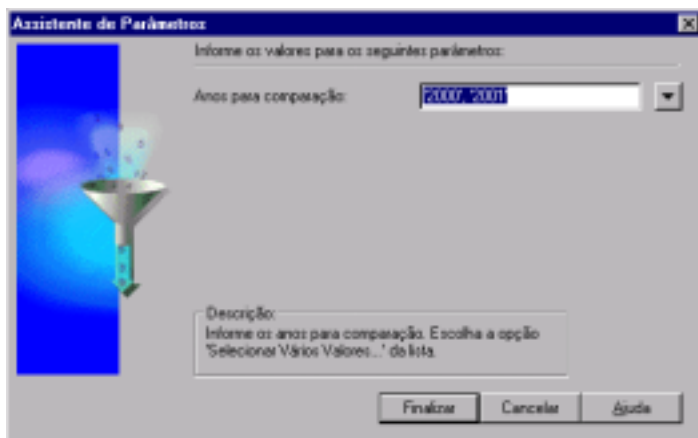 Assistente de Parâmetros
Informe os valores para os seguintes parâmetros:
Anos para comparação:
'2000', '2001'
Descrição:
Informe os anos para comparação. Escolha a opção
'Selecionar Vários Valores...' da lista.
Finalizar
Cancelar
Ajuda